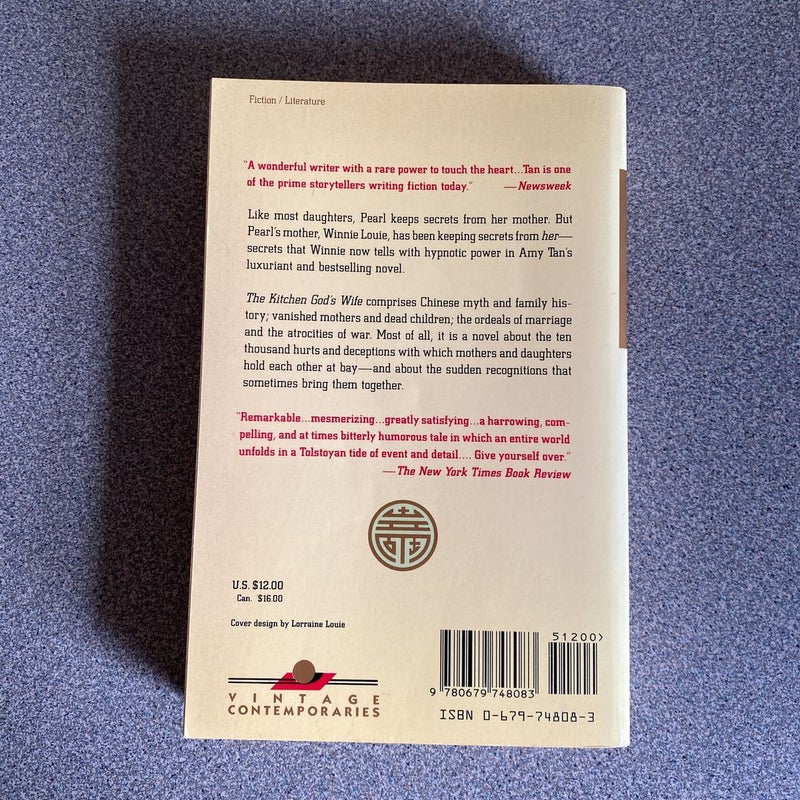 Fiction / Literature
"A wonderful writer with a rare power to touch the heart...Tan is one
of the prime storytellers writing fiction today." —Newsweek
Like most daughters, Pearl keeps secrets from her mother. But
Pearl's mother, Winnie Louie, has been keeping secrets from her—
secrets that Winnie now tells with hypnotic power in Amy Tan's
luxuriant and bestselling novel.
The Kitchen God's Wife comprises Chinese myth and family his-
tory; vanished mothers and dead children; the ordeals of marriage
and the atrocities of war. Most of all, it is a novel about the ten
thousand hurts and deceptions with which mothers and daughters
hold each other at bay—and about the sudden recognitions that
sometimes bring them together.
"Remarkable...mesmerizing...greatly satisfying...a harrowing, com-
pelling, and at times bitterly humorous tale in which an entire world
unfolds in a Tolstoyan tide of event and detail.... Give yourself over."
—The New York Times Book Review
U.S. $12.00
Can. $16.00
Cover design by Lorraine Louie
VINTAGE
CONTEMPORARIES
51200>
9 780679 748083
ISBN 0-679-74808-3